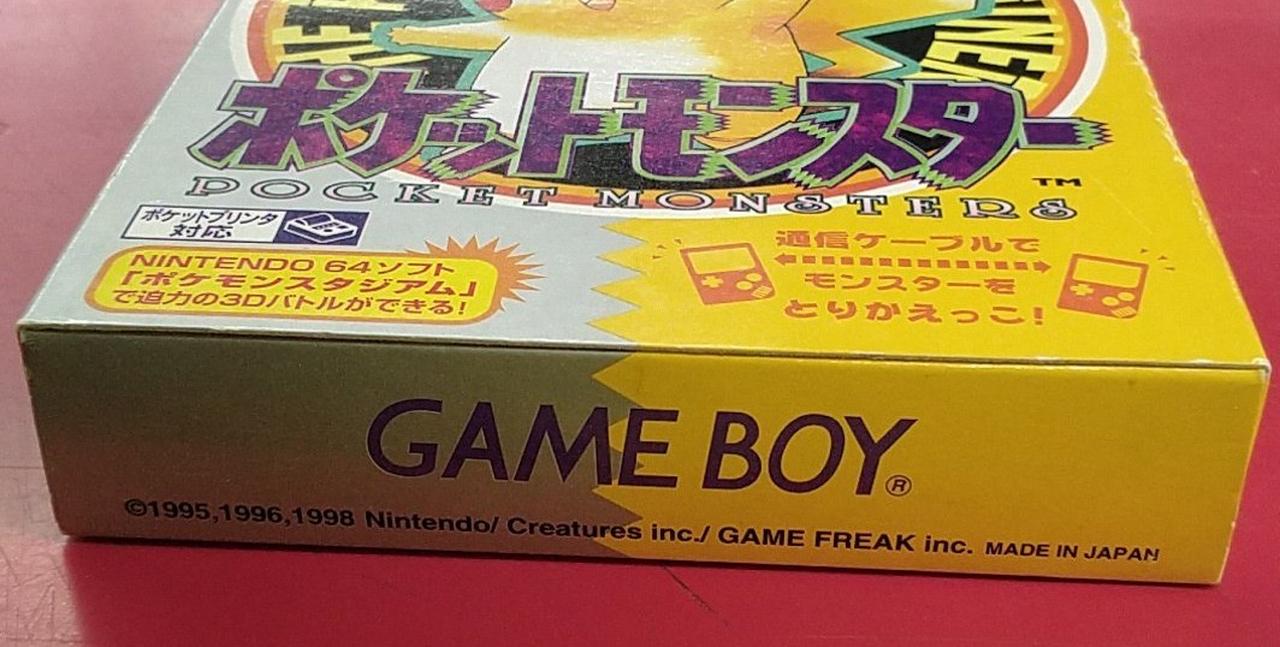 ポケットモンスター
POCKET MONSTERS TM
ポケットプリンタ
対応
NINTENDO 64ソフト
「ポケモンスタジアム」
で迫力の3Dバトルができる!
通信ケーブルで
モンスターを
とりかえっこ!
GAME BOY®
©1995,1996,1998 Nintendo/ Creatures inc./ GAME FREAK inc. MADE IN JAPAN